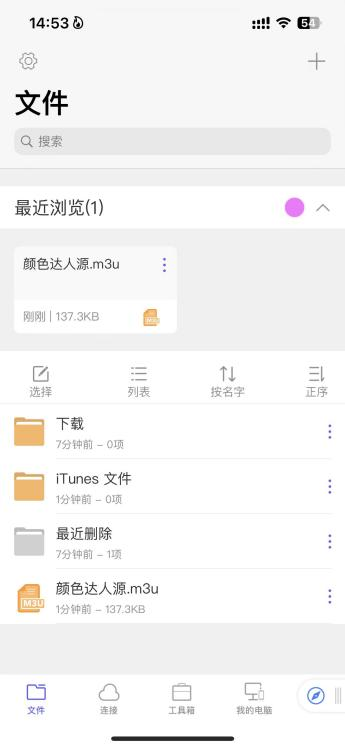 14:53
54
文件
搜索
最近浏览(1)
颜色达人源.m3u
刚刚 | 137.3KB
选择
列表
按名字
正序
下载
7分钟前 – 0项
iTunes 文件
1分钟前 – 0项
最近删除
7分钟前 – 1项
颜色达人源.m3u
M3U
1分钟前 – 137.3KB
文件
连接
工具箱
我的电脑